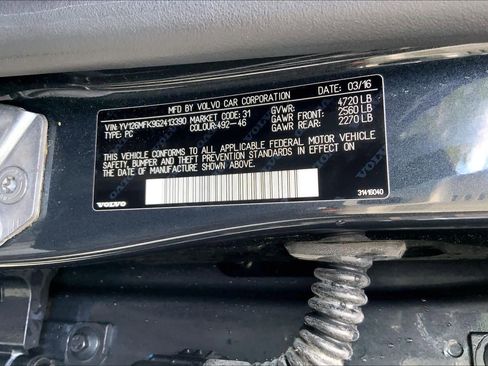 MFD BY VOLVO CAR CORPORATION DATE: 03/16
VIN: YV126MFK9G2413390 MARKET CODE: 31 GVWR: 4720 LB
TYPE: PC COLOUR: 492-46 GAWR FRONT: 2560 LB
GAWR REAR: 2270 LB
THIS VEHICLE CONFORMS TO ALL APPLICABLE FEDERAL MOTOR VEHICLE
SAFETY, BUMPER AND THEFT PREVENTION STANDARDS IN EFFECT ON
THE DATE OF MANUFACTURE SHOWN ABOVE.
VOLVO 31416040